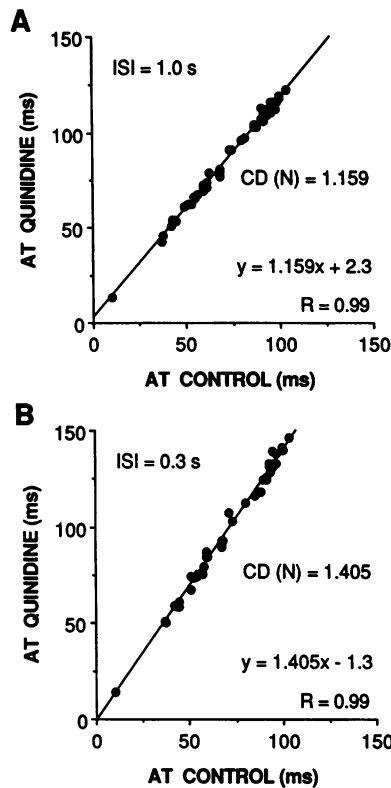 A
150
ISI = 1.0 s
100
AT QUINIDINE (ms)
CD (N) = 1.159
50
y = 1.159x + 2.3
R = 0.99
0
0 50 100 150
AT CONTROL (ms)
B
150
ISI = 0.3 s
100
AT QUINIDINE (ms)
CD (N) = 1.405
50
y = 1.405x - 1.3
R = 0.99
0
0 50 100 150
AT CONTROL (ms)